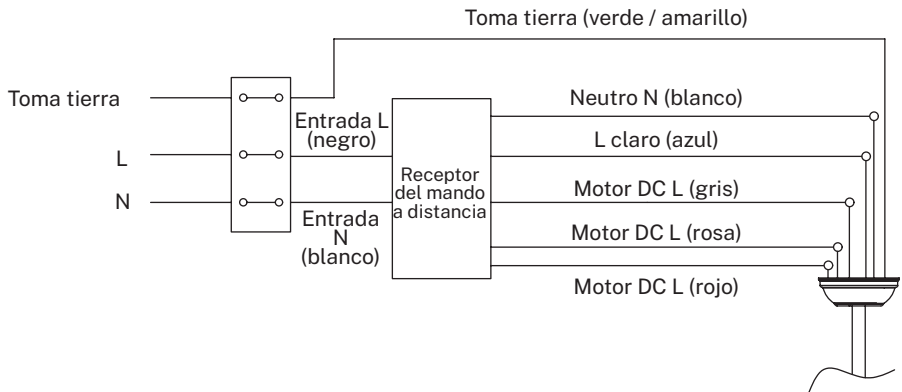 Toma tierra (verde / amarillo)
Toma tierra
L
N
Entrada L
(negro)
Entrada
N
(blanco)
Receptor
del mando
a distancia
Neutro N (blanco)
L claro (azul)
Motor DC L (gris)
Motor DC L (rosa)
Motor DC L (rojo)